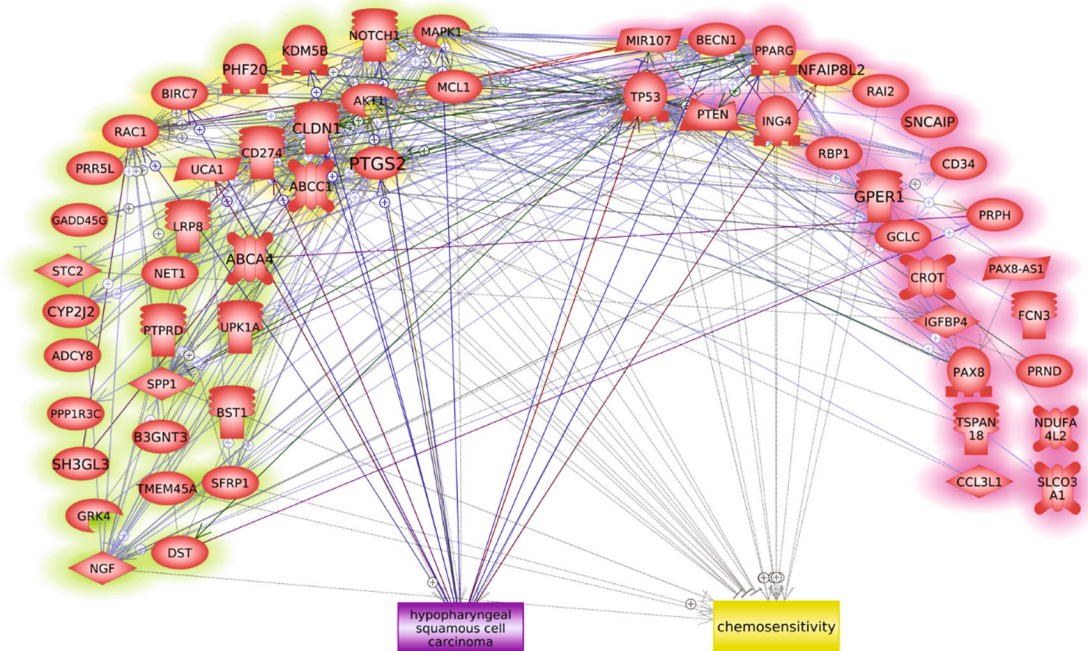 NOTCH1
MAPK1
KDM5B
PHF20
MCL1
BIRC7
AKT1
RAC1
CLDN1
CD274
PTGS2
PRR5L
UCA1
ABCC1
GADD45G
LRP8
ABCA4
STC2
NET1
CYP2J2
PTPRD
UPK1A
ADCY8
SPP1
PPP1R3C
BST1
B3GNT3
SH3GL3
TMEM45A
SFRP1
GRK4
DST
NGF
MIR107
BECN1
PPARG
NFAIP8L2
TP53
RAI2
PTEN
ING4
SNCAIP
RBP1
CD34
GPER1
PRPH
GCLC
CROT
PAX8-AS1
IGFBP4
FCN3
PAX8
PRND
TSPAN
18
NDUFA
4L2
CCL3L1
SLCO3
A1
hypopharyngeal
squamous cell
carcinoma
chemosensitivity